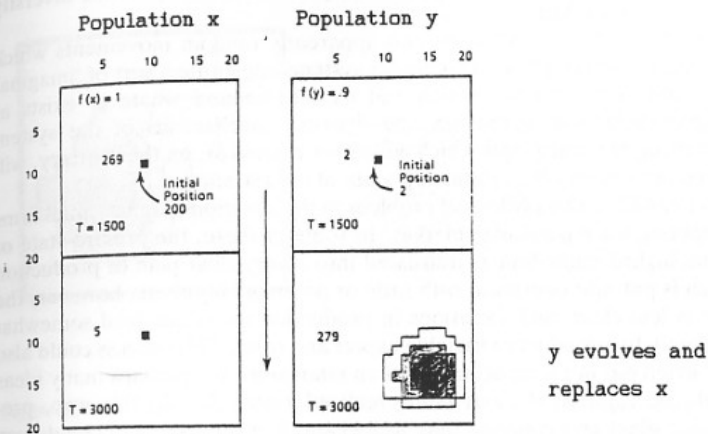 Population x
Population y
5 10 15 20
5 10 15 20
f (x) = 1
f (y) = .9
5
10
15
20
269
Initial
Position
200
T = 1500
2
Initial
Position
2
T = 1500
5
10
15
20
5
T = 3000
279
T = 3000
y evolves and
replaces x